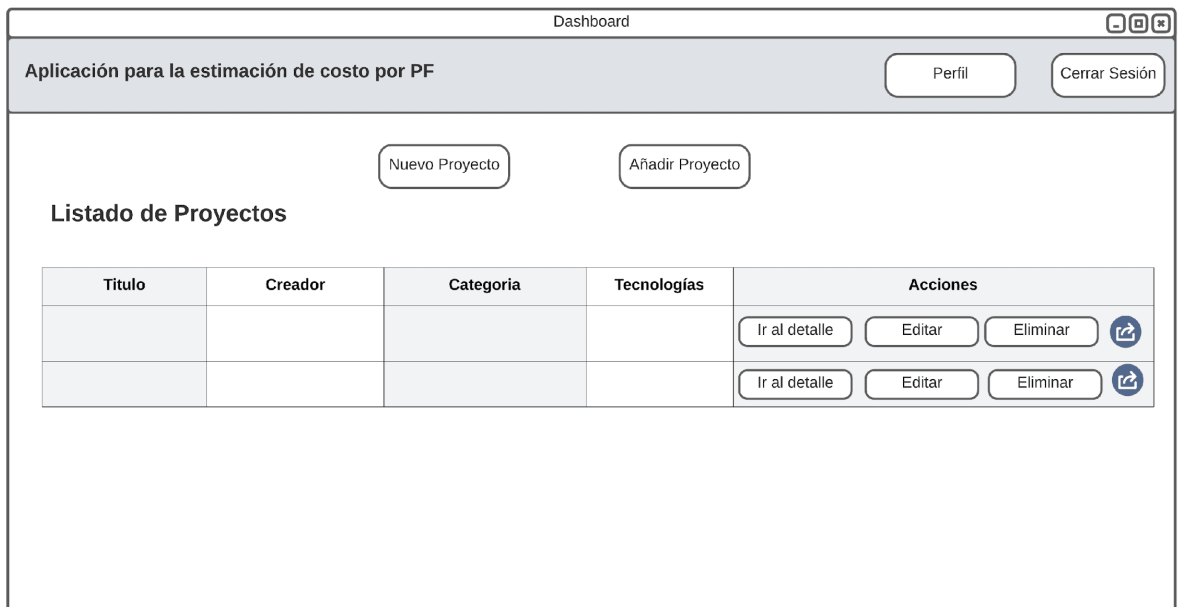 Dashboard
Aplicación para la estimación de costo por PF
Perfil
Cerrar Sesión
Nuevo Proyecto
Añadir Proyecto
Listado de Proyectos
Titulo Creador Categoria Tecnologías Acciones
Ir al detalle Editar Eliminar
Ir al detalle Editar Eliminar